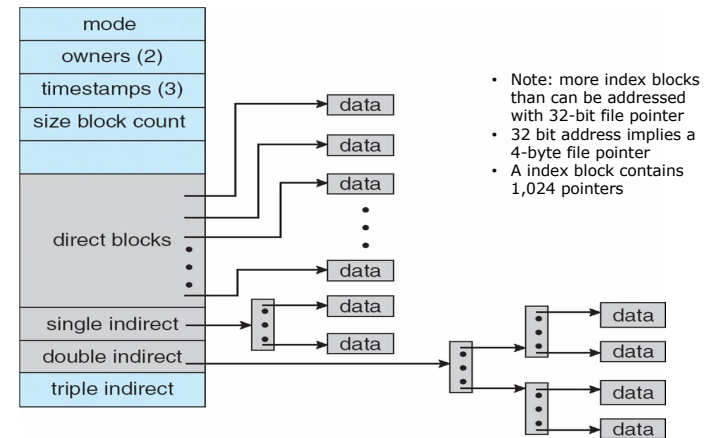 mode
owners (2)
timestamps (3)
size block count
direct blocks
single indirect
double indirect
triple indirect
data
data
data
data
data
data
data
data
data
data
• Note: more index blocks
than can be addressed
with 32-bit file pointer
• 32 bit address implies a
4-byte file pointer
• A index block contains
1,024 pointers